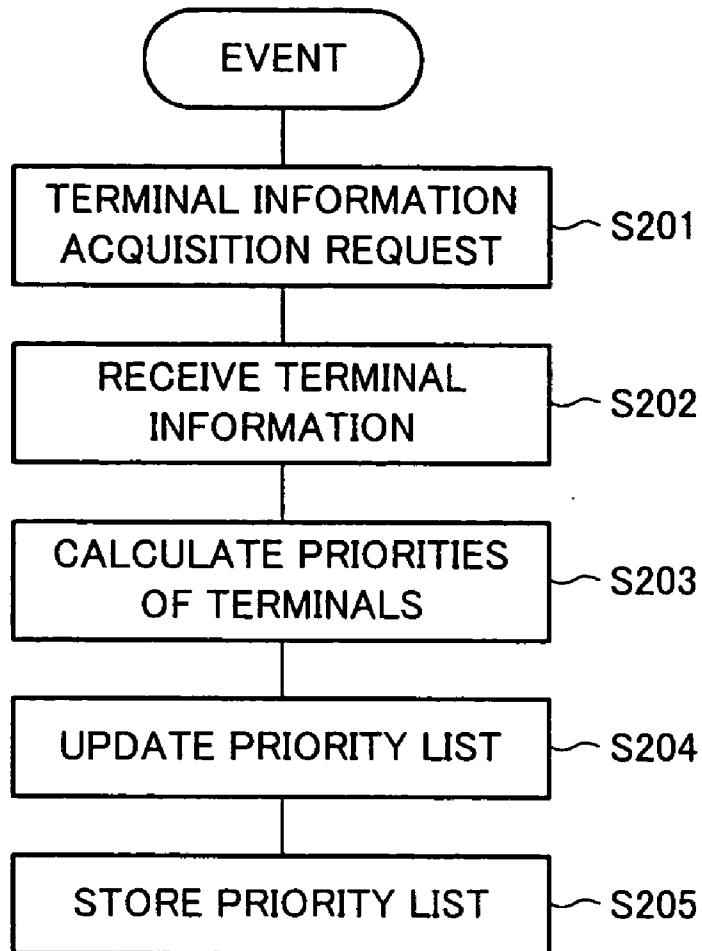 EVENT
TERMINAL INFORMATION
ACQUISITION REQUEST
S201
RECEIVE TERMINAL
INFORMATION
S202
CALCULATE PRIORITIES
OF TERMINALS
S203
UPDATE PRIORITY LIST
S204
STORE PRIORITY LIST
S205